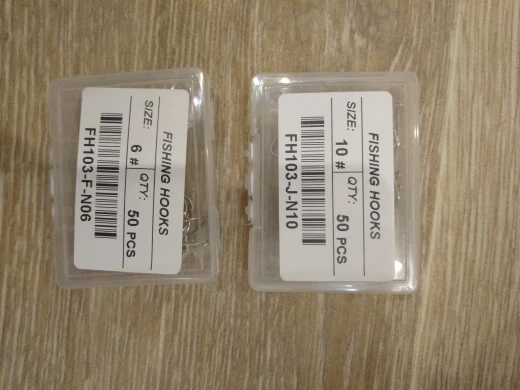 FISHING HOOKS
SIZE: 6 # QTY: 50 PCS
FH103-F-N06
FISHING HOOKS
SIZE: 10 # QTY: 50 PCS
FH103-J-N10